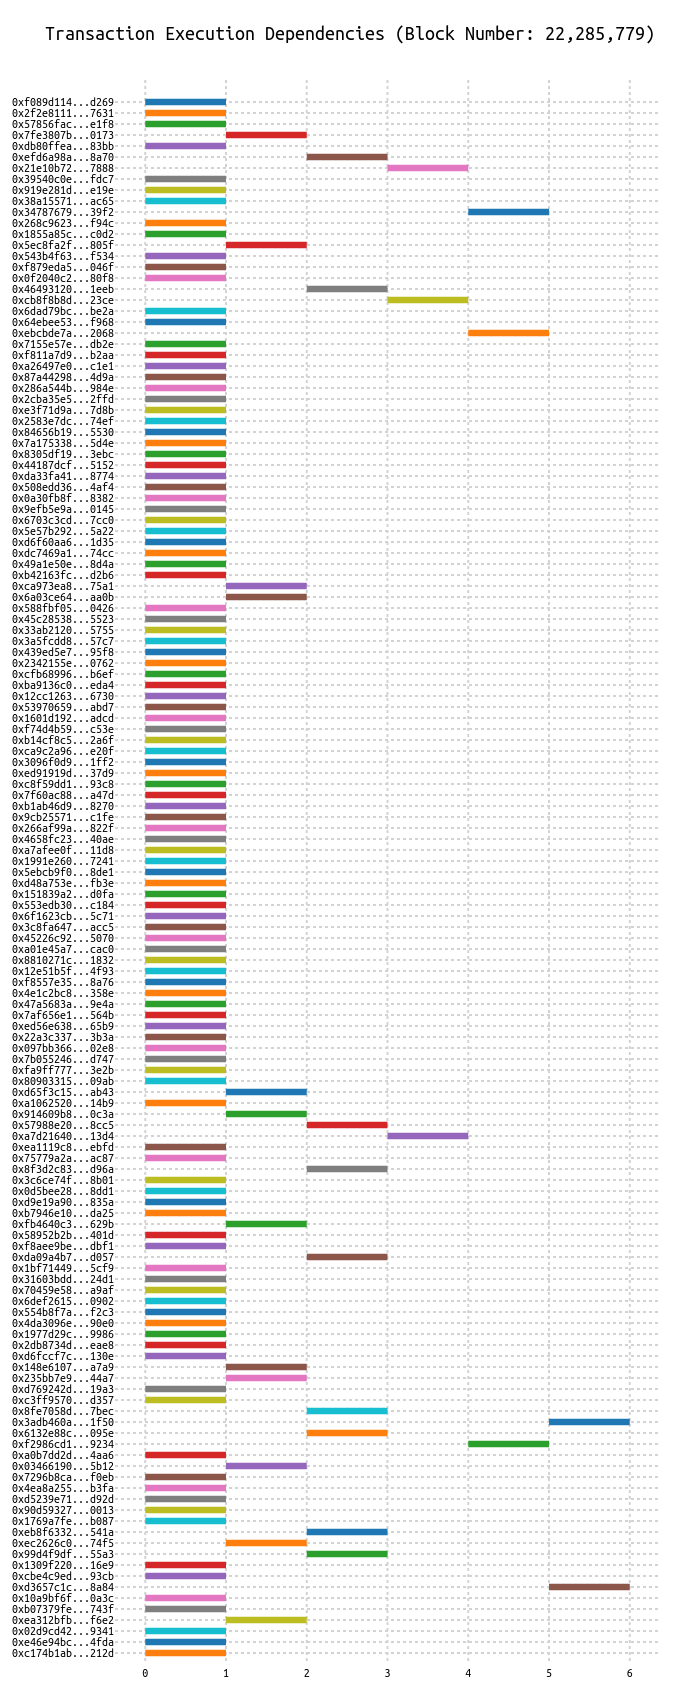 Transaction Execution Dependencies (Block Number: 22,285,779)
0xf089d114...d269
0x2f2e8111...7631
0x57856fac...e1f8
0x7fe3807b...0173
0xdb80ffea...83bb
0xefd6a98a...8a70
0x21e10b72...7888
0x39540c0e...fdc7
0x919e281d...e19e
0x38a15571...ac65
0x34787679...39f2
0x268c9623...f94c
0x1855a85c...c0d2
0x5ec8fa2f...805f
0x543b4f63...f534
0xf879eda5...046f
0x0f2040c2...80f8
0x46493120...1eeb
0xcb8f8b8d...23ce
0x6dad79bc...be2a
0x64ebee53...f968
0xebcbde7a...2068
0x7155e57e...db2e
0xf811a7d9...b2aa
0xa26497e0...c1e1
0x87a44298...4d9a
0x286a544b...984e
0x2cba35e5...2ffd
0xe3f71d9a...7d8b
0x2583e7dc...74ef
0x84656b19...5530
0x7a175338...5d4e
0x8305df19...3ebc
0x44187dcf...5152
0xda33fa41...8774
0x508edd36...4af4
0x0a30fb8f...8382
0x9efb5e9a...0145
0x6703c3cd...7cc0
0x5e57b292...5a22
0xd6f60aa6...1d35
0xdc7469a1...74cc
0x49a1e50e...8d4a
0xb42163fc...d2b6
0xca973ea8...75a1
0x6a03ce64...aa0b
0x588fbf05...0426
0x45c28538...5523
0x33ab2120...5755
0x3a5fcdd8...57c7
0x439ed5e7...95f8
0x2342155e...0762
0xcfb68996...b6ef
0xba9136c0...eda4
0x12cc1263...6730
0x53970659...abd7
0x1601d192...adcd
0xf74d4b59...c53e
0xb14cf8c5...2a6f
0xca9c2a96...e20f
0x3096f0d9...1ff2
0xed91919d...37d9
0xc8f59dd1...93c8
0x7f60ac88...a47d
0xb1ab46d9...8270
0x9cb25571...c1fe
0x266af99a...822f
0x4658fc23...40ae
0xa7afee0f...11d8
0x1991e260...7241
0x5ebcb9f0...8de1
0xd48a753e...fb3e
0x151839a2...d0fa
0x553edb30...c184
0x6f1623cb...5c71
0x3c8fa647...acc5
0x45226c92...5070
0xa01e45a7...cac0
0x8810271c...1832
0x12e51b5f...4f93
0xf8557e35...8a76
0x4e1c2bc8...358e
0x47a5683a...9e4a
0x7af656e1...564b
0xed56e638...65b9
0x22a3c337...3b3a
0x097bb366...02e8
0x7b055246...d747
0xfa9ff777...3e2b
0x80903315...09ab
0xd65f3c15...ab43
0xa1062520...14b9
0x914609b8...0c3a
0x57988e20...8cc5
0xa7d21640...13d4
0xea1119c8...ebfd
0x75779a2a...ac87
0x8f3d2c83...d96a
0x3c6ce74f...8b01
0x0d5bee28...8dd1
0xd9e19a90...835a
0xb7946e10...da25
0xfb4640c3...629b
0x58952b2b...401d
0xf8aee9be...dbf1
0xda09a4b7...d057
0x1bf71449...5cf9
0x31603bdd...24d1
0x70459e58...a9af
0x6def2615...0902
0x554b8f7a...f2c3
0x4da3096e...90e0
0x1977d29c...9986
0x2db8734d...eae8
0xd6fccf7c...130e
0x148e6107...a7a9
0x235bb7e9...44a7
0xd769242d...19a3
0xc3ff9570...d357
0x8fe7058d...7bec
0x3adb460a...1f50
0x6132e88c...095e
0xf2986cd1...9234
0xa0b7dd2d...4aa6
0x03466190...5b12
0x7296b8ca...f0eb
0x4ea8a255...b3fa
0xd5239e71...d92d
0x90d59327...0013
0x1769a7fe...b087
0xeb8f6332...541a
0xec2626c0...74f5
0x99d4f9df...55a3
0x1309f220...16e9
0xcbe4c9ed...93cb
0xd3657c1c...8a84
0x10a9bf6f...0a3c
0xb07379fe...743f
0xea312bfb...f6e2
0x02d9cd42...9341
0xe46e94bc...4fda
0xc174b1ab...212d
0 1 2 3 4 5 6